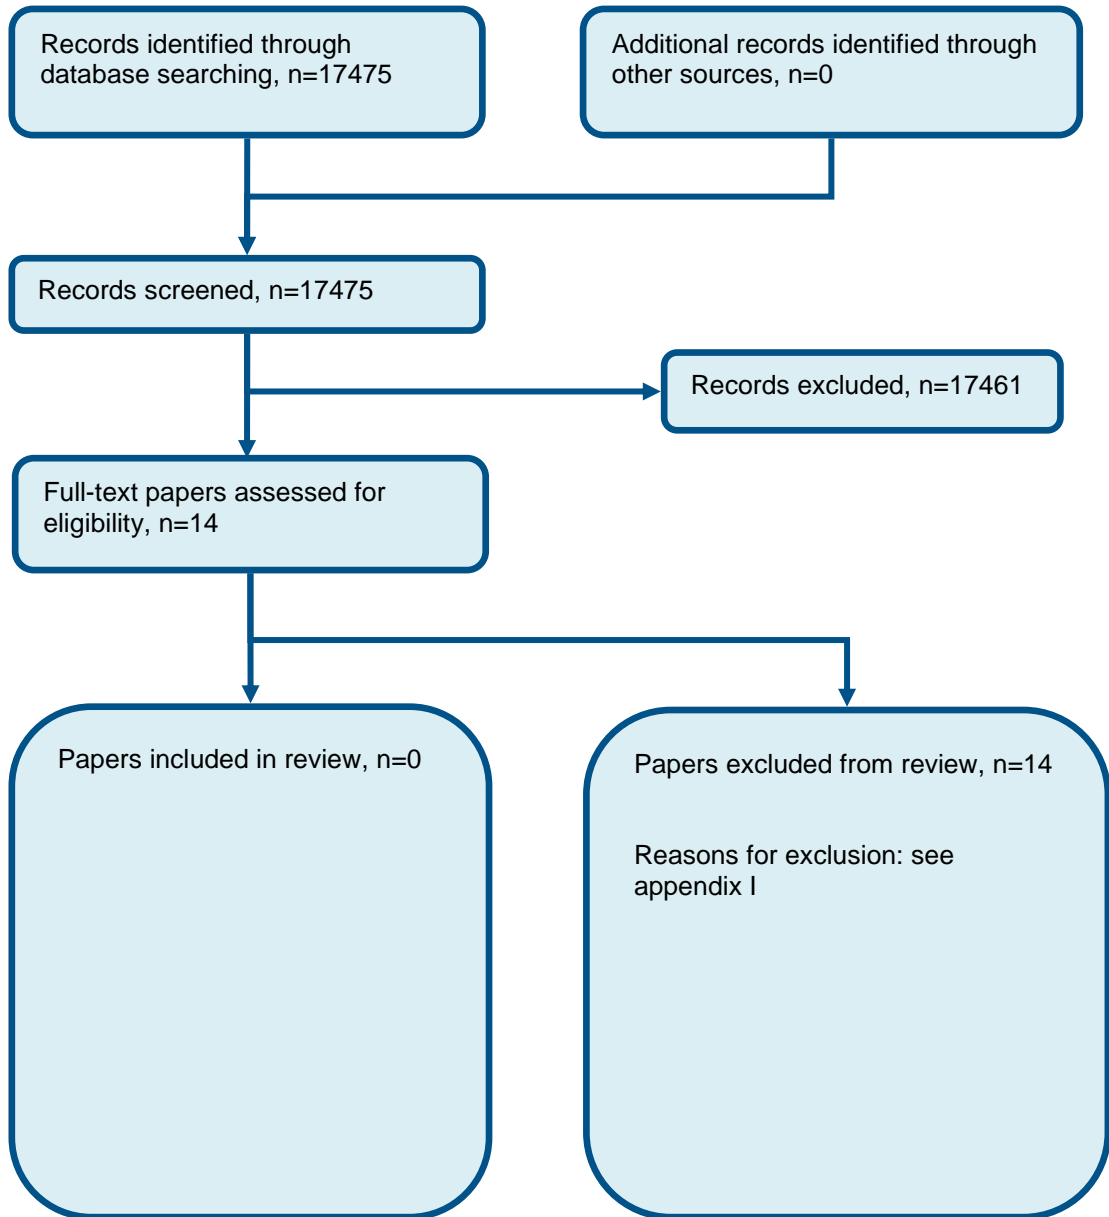 Records identified through
database searching, n=17475
Additional records identified through
other sources, n=0
Records screened, n=17475
Records excluded, n=17461
Full-text papers assessed for
eligibility, n=14
Papers included in review, n=0
Papers excluded from review, n=14
Reasons for exclusion: see
appendix I